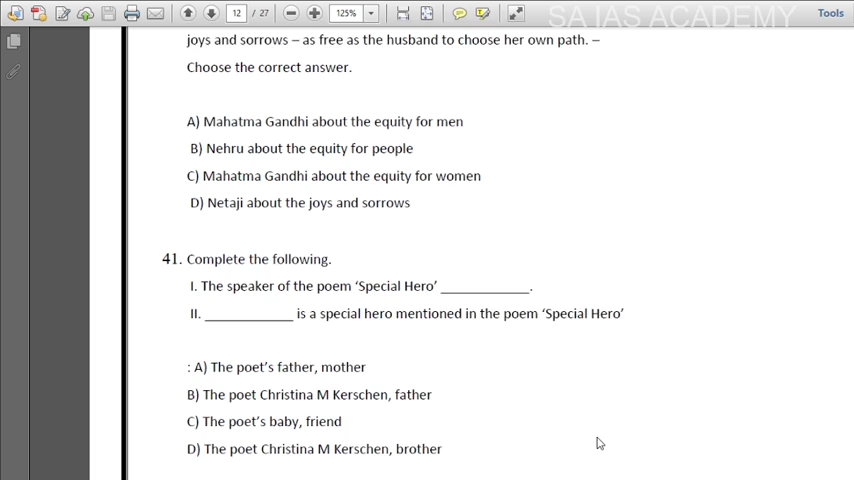 SAIAS ACADEMY
12 / 27
125%
Tools
joys and sorrows – as free as the husband to choose her own path. –
Choose the correct answer.
A) Mahatma Gandhi about the equity for men
B) Nehru about the equity for people
C) Mahatma Gandhi about the equity for women
D) Netaji about the joys and sorrows
41. Complete the following.
I. The speaker of the poem ‘Special Hero’ ____________.
II. ____________ is a special hero mentioned in the poem ‘Special Hero’
: A) The poet’s father, mother
B) The poet Christina M Kerschen, father
C) The poet’s baby, friend
D) The poet Christina M Kerschen, brother